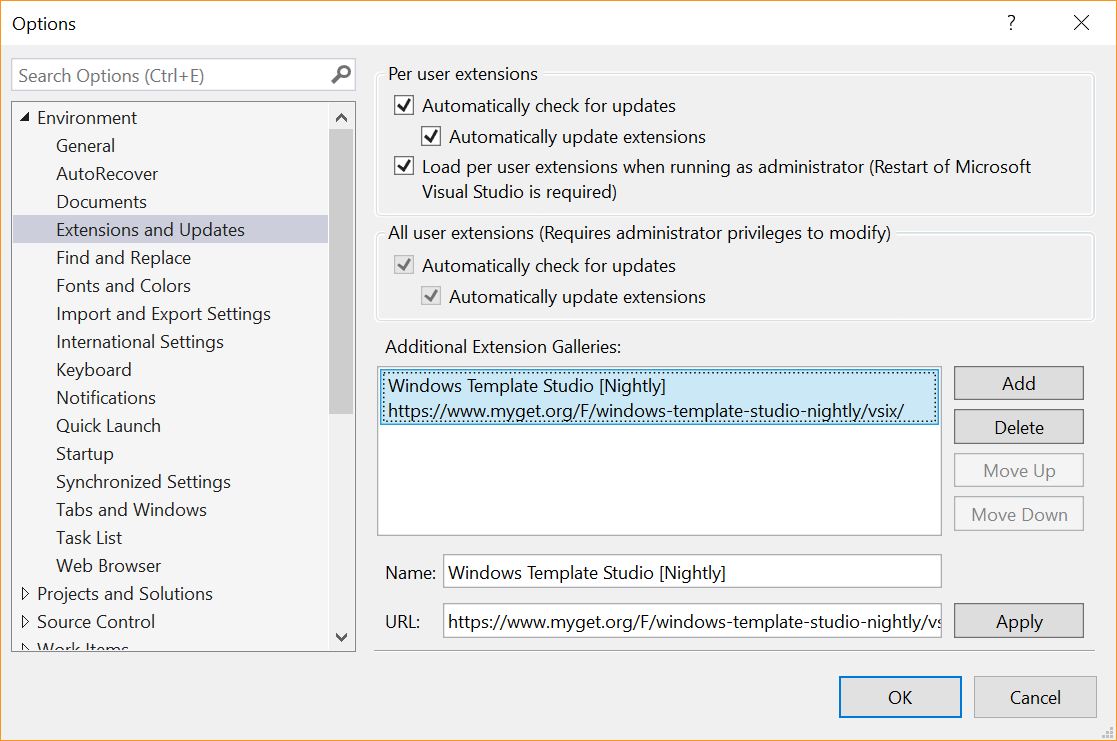 Options
?
Search Options (Ctrl+E)
Environment
General
AutoRecover
Documents
Extensions and Updates
Find and Replace
Fonts and Colors
Import and Export Settings
International Settings
Keyboard
Notifications
Quick Launch
Startup
Synchronized Settings
Tabs and Windows
Task List
Web Browser
Projects and Solutions
Source Control
Work Items
Per user extensions
Automatically check for updates
Automatically update extensions
Load per user extensions when running as administrator (Restart of Microsoft
Visual Studio is required)
All user extensions (Requires administrator privileges to modify)
Automatically check for updates
Automatically update extensions
Additional Extension Galleries:
Windows Template Studio [Nightly]
https://www.myget.org/F/windows-template-studio-nightly/vsix/
Add
Delete
Move Up
Move Down
Name: Windows Template Studio [Nightly]
URL: https://www.myget.org/F/windows-template-studio-nightly/vs
Apply
OK
Cancel